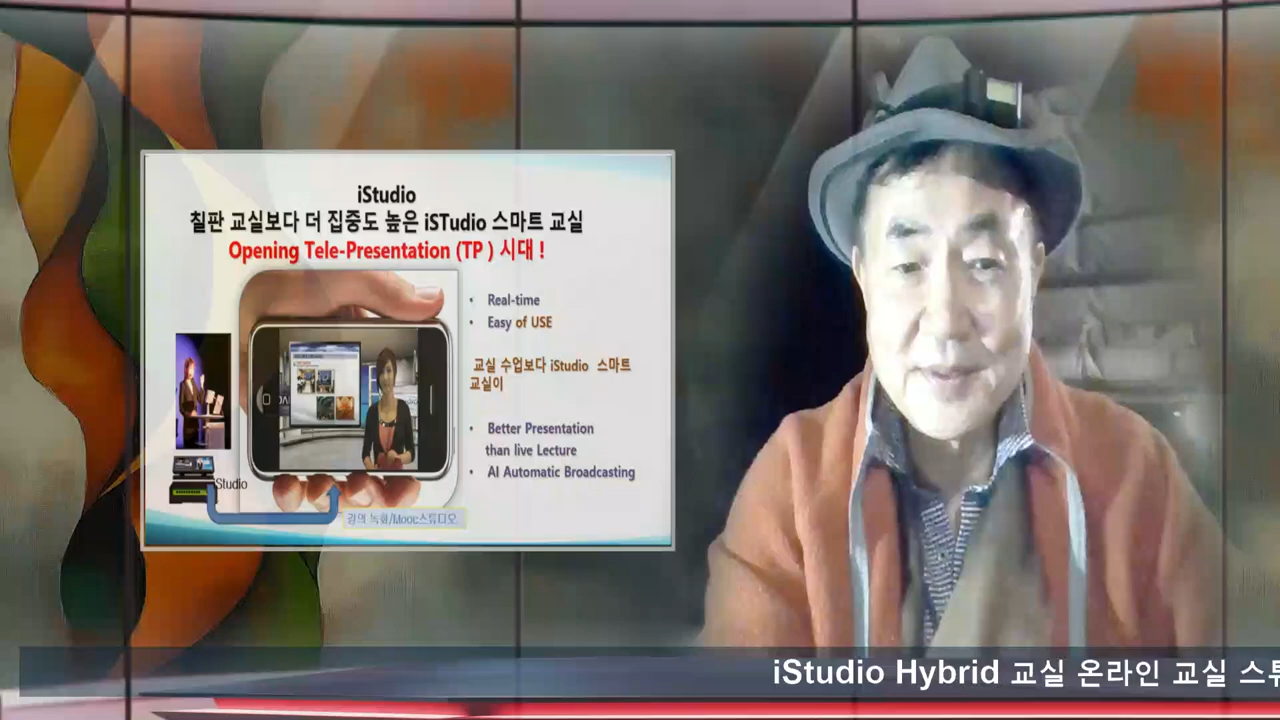 iStudio
칠판 교실보다 더 집중도 높은 iSTudio 스마트 교실
Opening Tele-Presentation (TP ) 시대 !
• Real-time
• Easy of USE
교실 수업보다 iStudio 스마트
교실이
• Better Presentation
than live Lecture
• AI Automatic Broadcasting
iStudio
강의 녹화/Mooc스튜디오
iStudio Hybrid 교실 온라인 교실